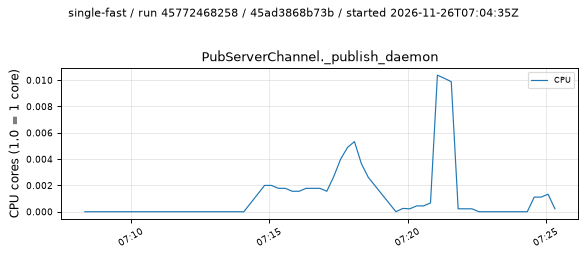 single-fast / run 45772468258 / 45ad3868b73b / started 2026-11-26T07:04:35Z
PubServerChannel._publish_daemon
CPU
CPU cores (1.0 = 1 core)
0.010
0.008
0.006
0.004
0.002
0.000
07:10
07:15
07:20
07:25